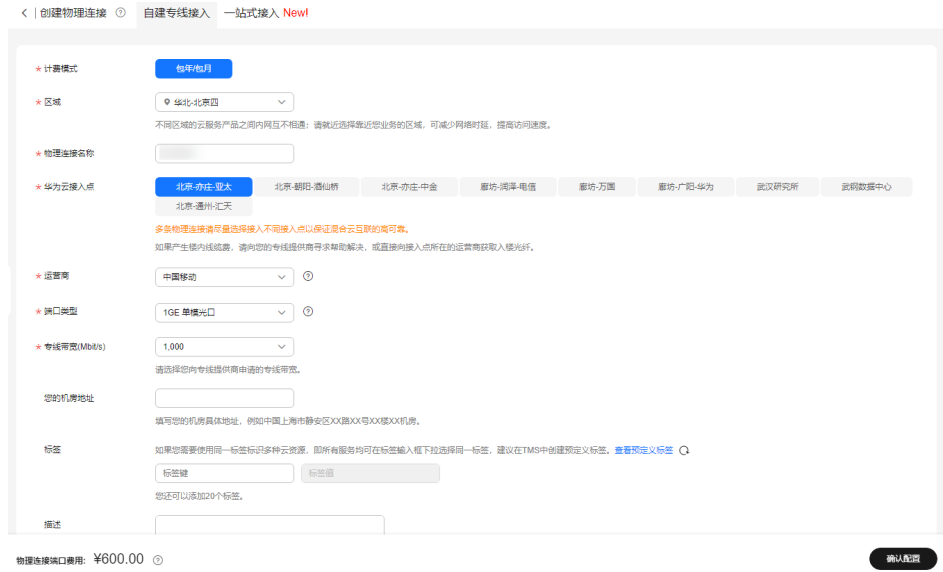 创建物理连接 自建专线接入 一站式接入 New!
* 计费模式 包年/包月
* 区域 华北-北京四
不同区域的云服务产品之间内网互不相通；请就近选择靠近您业务的区域，可减少网络时延，提高访问速度。
* 物理连接名称
* 华为云接入点 北京-亦庄-亚太 北京-朝阳-酒仙桥 北京-亦庄-中金 廊坊-润泽-电信 廊坊-万国 廊坊-广阳-华为 武汉研究所 武钢数据中心
北京-通州-汇天
多条物理连接请尽量选择接入不同接入点以保证混合云互联的高可靠。
如果产生楼内线缆费，请向您的专线提供商寻求帮助解决，或直接向接入点所在的运营商获取入楼光纤。
* 运营商 中国移动
* 端口类型 1GE 单模光口
* 专线带宽(Mbit/s) 1,000
请选择您向专线提供商申请的专线带宽。
您的机房地址
填写您的机房具体地址，例如中国上海市静安区XX路XX号XX楼XX机房。
标签 如果您需要使用同一标签标识多种云资源，即所有服务均可在标签输入框下拉选择同一标签，建议在TMS中创建预定义标签。查看预定义标签
标签键 标签值
您还可以添加20个标签。
描述
物理连接端口费用: ¥600.00 确认配置